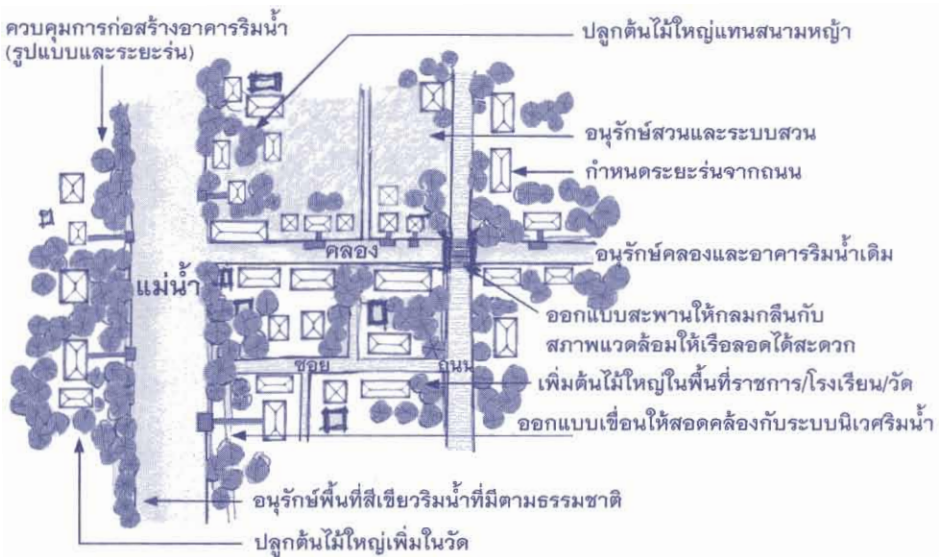 ควบคุมการก่อสร้างอาคารริมน้ำ
(รูปแบบและระยะร่น)
ปลูกต้นไม้ใหญ่แทนสนามหญ้า
อนุรักษ์สวนและระบบสวน
กำหนดระยะร่นจากถนน
คลอง
อนุรักษ์คลองและอาคารริมน้ำเดิม
แม่น้ำ
ออกแบบสะพานให้กลมกลืนกับ
สภาพแวดล้อมให้เรือลอดได้สะดวก
ซอย
ถนน
เพิ่มต้นไม้ใหญ่ในพื้นที่ราชการ/โรงเรียน/วัด
ออกแบบเขื่อนให้สอดคล้องกับระบบนิเวศริมน้ำ
อนุรักษ์พื้นที่สีเขียวริมน้ำที่มีตามธรรมชาติ
ปลูกต้นไม้ใหญ่เพิ่มในวัด